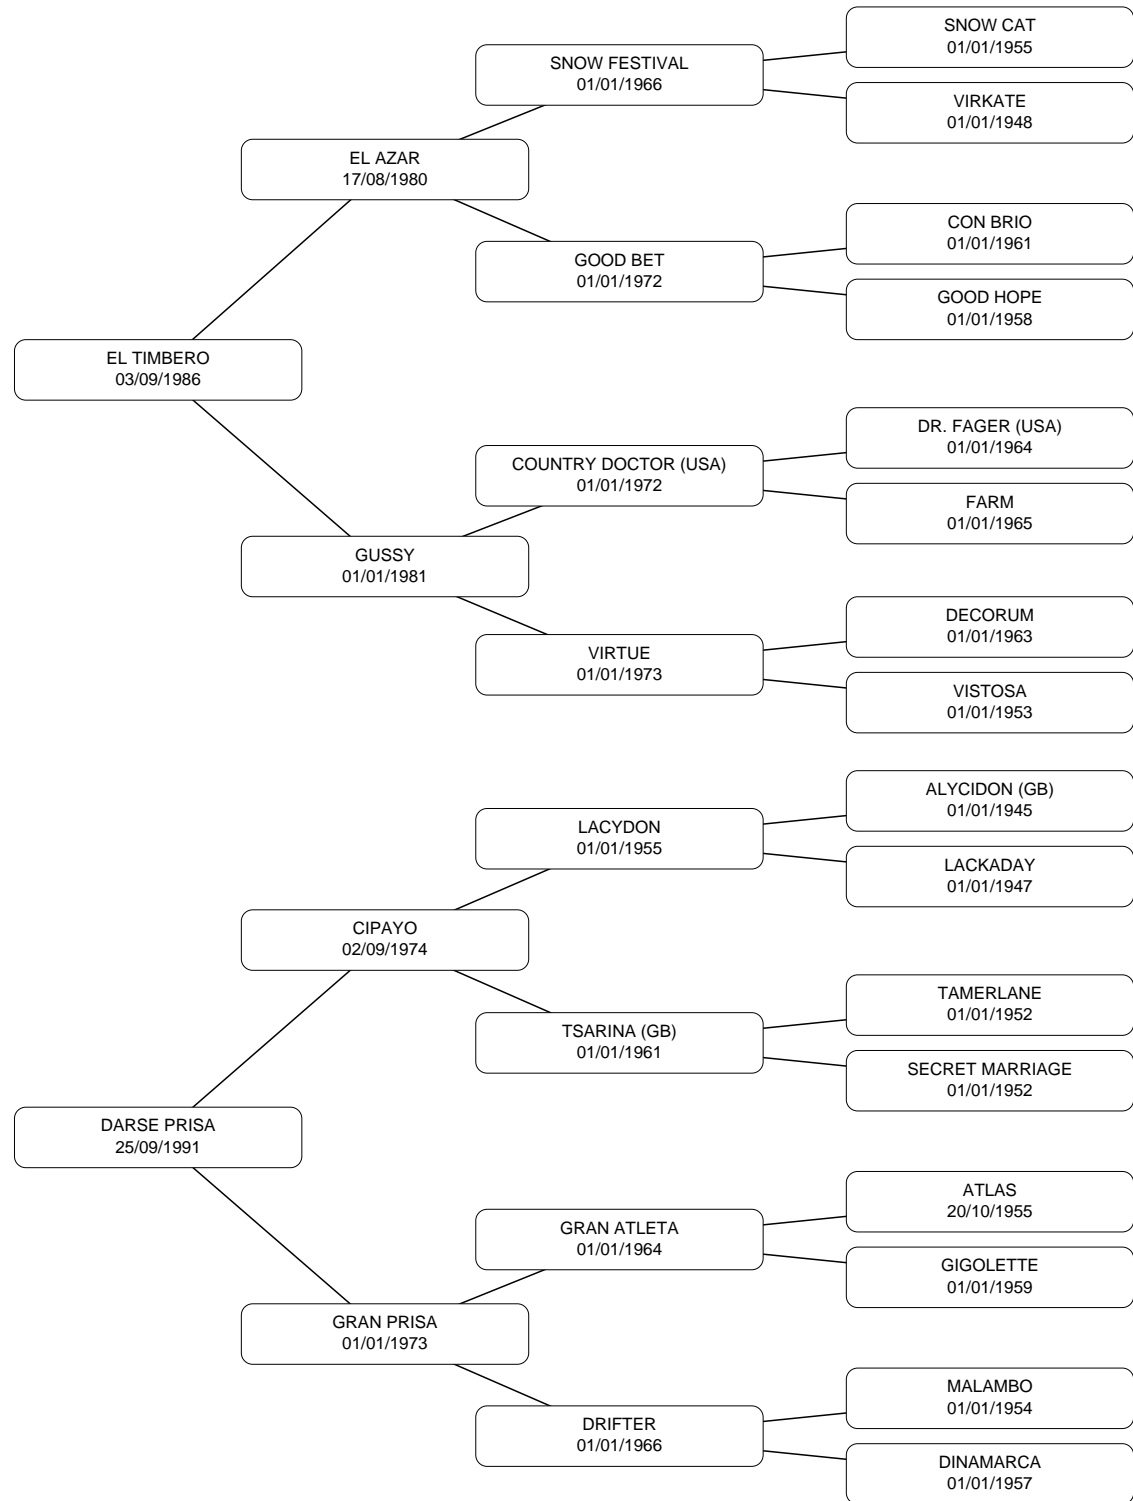 SNOW CAT
01/01/1955
SNOW FESTIVAL
01/01/1966
VIRKATE
01/01/1948
EL AZAR
17/08/1980
CON BRIO
01/01/1961
GOOD BET
01/01/1972
GOOD HOPE
01/01/1958
EL TIMBERO
03/09/1986
DR. FAGER (USA)
01/01/1964
COUNTRY DOCTOR (USA)
01/01/1972
FARM
01/01/1965
GUSSY
01/01/1981
DECORUM
01/01/1963
VIRTUE
01/01/1973
VISTOSA
01/01/1953
ALYCIDON (GB)
01/01/1945
LACYDON
01/01/1955
LACKADAY
01/01/1947
CIPAYO
02/09/1974
TAMERLANE
01/01/1952
TSARINA (GB)
01/01/1961
SECRET MARRIAGE
01/01/1952
DARSE PRISA
25/09/1991
ATLAS
20/10/1955
GRAN ATLETA
01/01/1964
GIGOLETTE
01/01/1959
GRAN PRISA
01/01/1973
MALAMBO
01/01/1954
DRIFTER
01/01/1966
DINAMARCA
01/01/1957